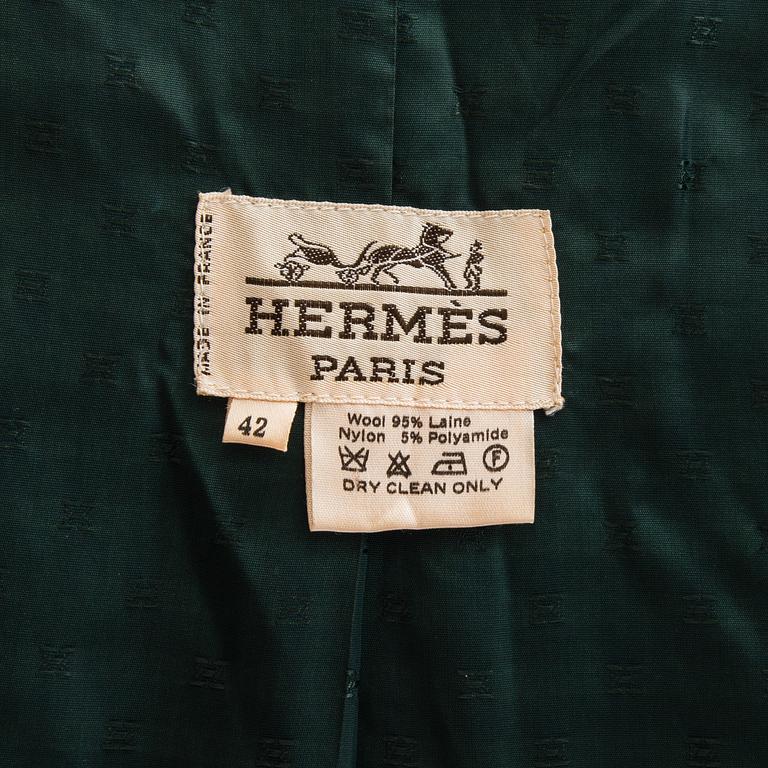 MADE IN FRANCE
HERMÈS
PARIS
42
Wool 95% Laine
Nylon 5% Polyamide
F
DRY CLEAN ONLY